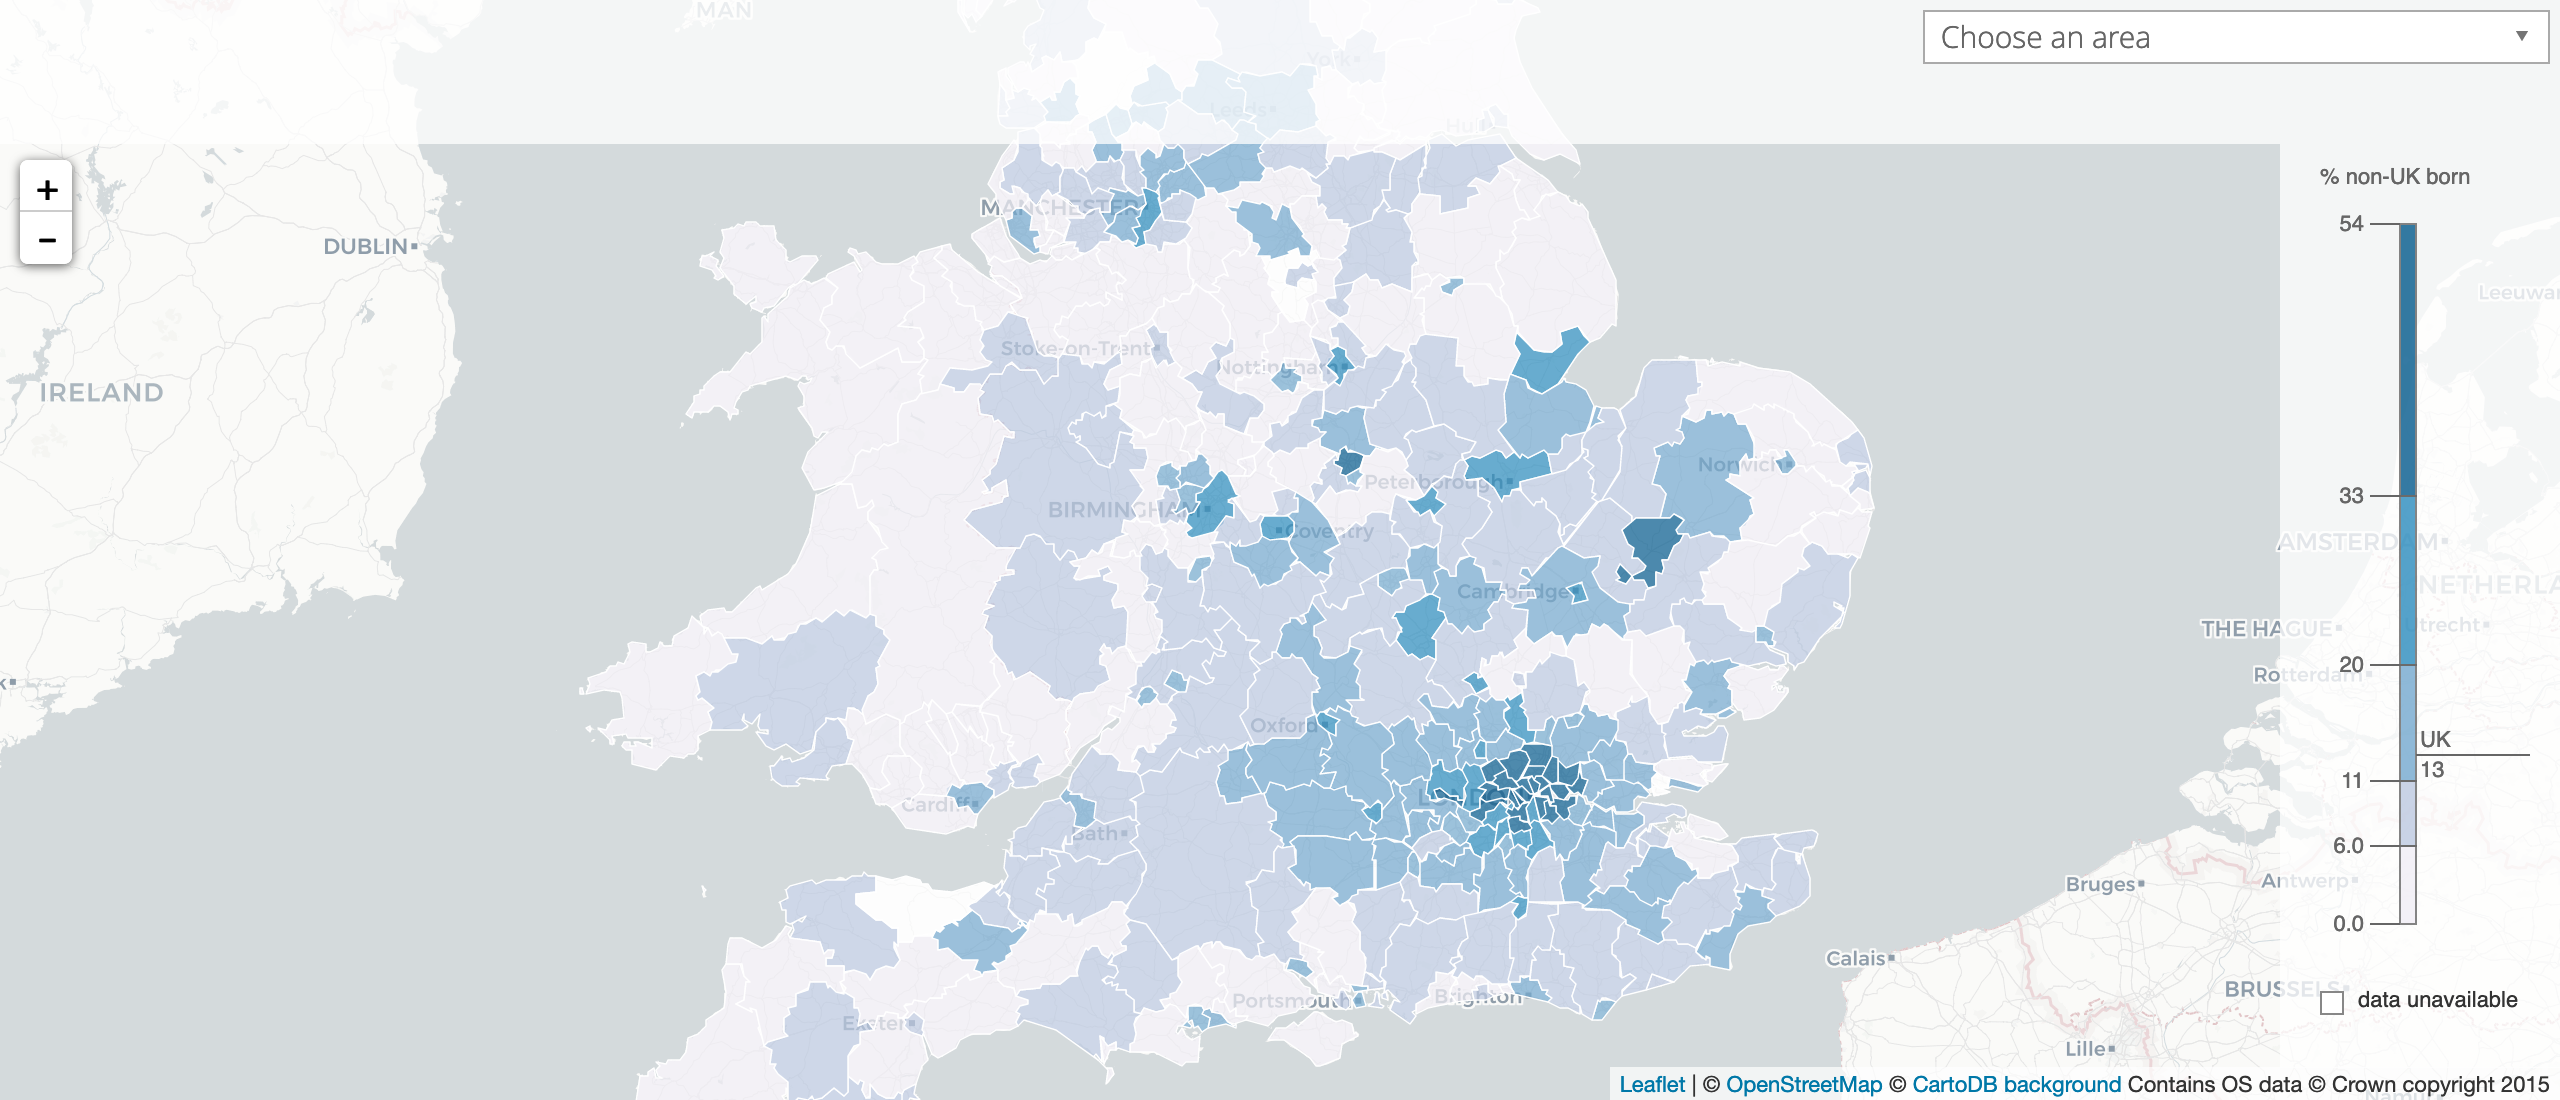 MAN
Choose an area
York
Leeds
Hull
+
−
% non-UK born
MANCHESTER
54
DUBLIN
Leeuwar
Stoke-on-Trent
Nottingham
IRELAND
Norwich
Peterborough
33
BIRMINGHAM
Coventry
AMSTERDAM
NETHERLA
Cambridge
THE HAGUE
Utrecht
20
Rotterdam
k
Oxford
UK
13
11
LONDO
Cardiff
Bath
6.0
Bruges
Antwerp
0.0
Calais
BRUSSELS
Portsmouth
Brighton
data unavailable
Exeter
Lille
Leaflet | © OpenStreetMap © CartoDB background Contains OS data © Crown copyright 2015
Namur